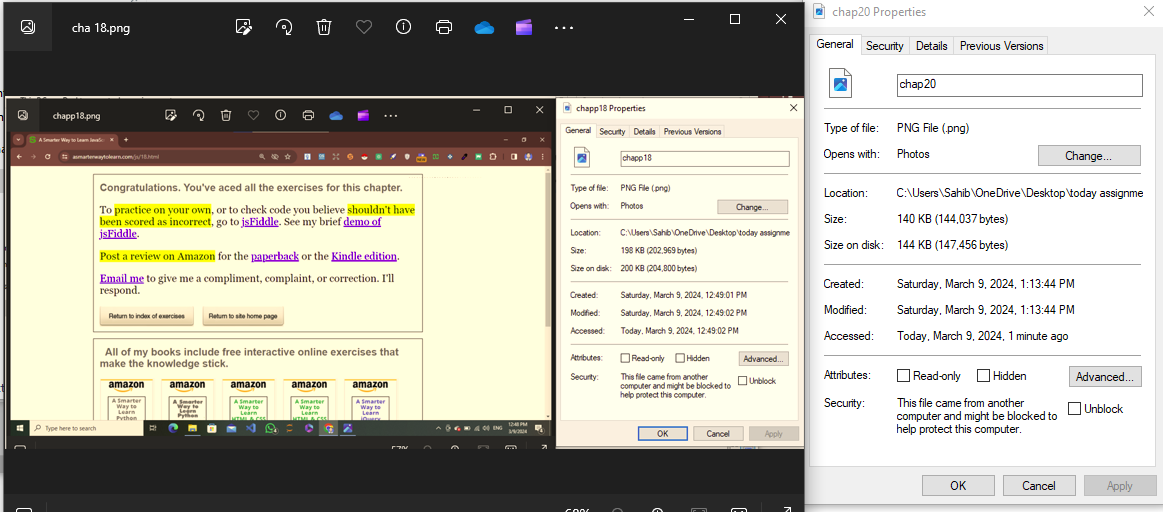 cha 18.png
chapp18.png
A Smarter Way to Learn JavaSc
asmarterwaytolearn.com/js/18.html
Congratulations. You've aced all the exercises for this chapter.
To practice on your own, or to check code you believe shouldn't have
been scored as incorrect, go to jsFiddle. See my brief demo of
jsFiddle.
Post a review on Amazon for the paperback or the Kindle edition.
Email me to give me a compliment, complaint, or correction. I'll
respond.
Return to index of exercises
Return to site home page
All of my books include free interactive online exercises that
make the knowledge stick.
amazon amazon amazon amazon amazon
A Smarter Way to Learn Python
A Smarter Way to Learn Python
A Smarter Way to Learn HTML & CSS
A Smarter Way to Learn
A Smarter Way to Learn jQuery
Type here to search
ENG
12:48 PM
3/9/2024
57%
68%
chapp18 Properties
General Security Details Previous Versions
chapp18
Type of file: PNG File (.png)
Opens with: Photos Change...
Location: C:\Users\Sahib\OneDrive\Desktop\today assignme
Size: 198 KB (202,969 bytes)
Size on disk: 200 KB (204,800 bytes)
Created: Saturday, March 9, 2024, 12:49:01 PM
Modified: Saturday, March 9, 2024, 12:49:02 PM
Accessed: Today, March 9, 2024, 12:49:02 PM
Attributes: Read-only Hidden Advanced...
Security: This file came from another
computer and might be blocked to
help protect this computer.
Unblock
OK Cancel Apply
chap20 Properties
General Security Details Previous Versions
chap20
Type of file: PNG File (.png)
Opens with: Photos Change...
Location: C:\Users\Sahib\OneDrive\Desktop\today assignme
Size: 140 KB (144,037 bytes)
Size on disk: 144 KB (147,456 bytes)
Created: Saturday, March 9, 2024, 1:13:44 PM
Modified: Saturday, March 9, 2024, 1:13:44 PM
Accessed: Today, March 9, 2024, 1 minute ago
Attributes: Read-only Hidden Advanced...
Security: This file came from another
computer and might be blocked to
help protect this computer.
Unblock
OK Cancel Apply